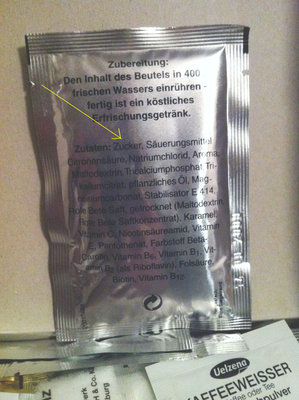 Zubereitung:
Den Inhalt des Beutels in 400
frischen Wassers einrühren -
fertig ist ein köstliches
Erfrischungsgetränk.
Zutaten: Zucker, Säuerungsmittel
Citronensäure, Natriumchlorid, Aroma,
Maltodextrin, Tricalciumphosphat Tri-
kaliumcitrat, pflanzliches Öl, Mag-
nesiumcarbonat, Stabilisator E 414,
Rote Bete Saft, getrocknet (Maltodextrin,
Rote Bete Saftkonzentrat), Karamel,
Vitamin C, Nicotinsäureamid, Vitamin
E, Pantothenat, Farbstoff Beta-
Carotin, Vitamin B6, Vitamin B1, Vit-
amin B2 (als Riboflavin), Folsäure,
Biotin, Vitamin B12.
Uelzena
KAFFEEWEISSER
Kaffee oder Tee